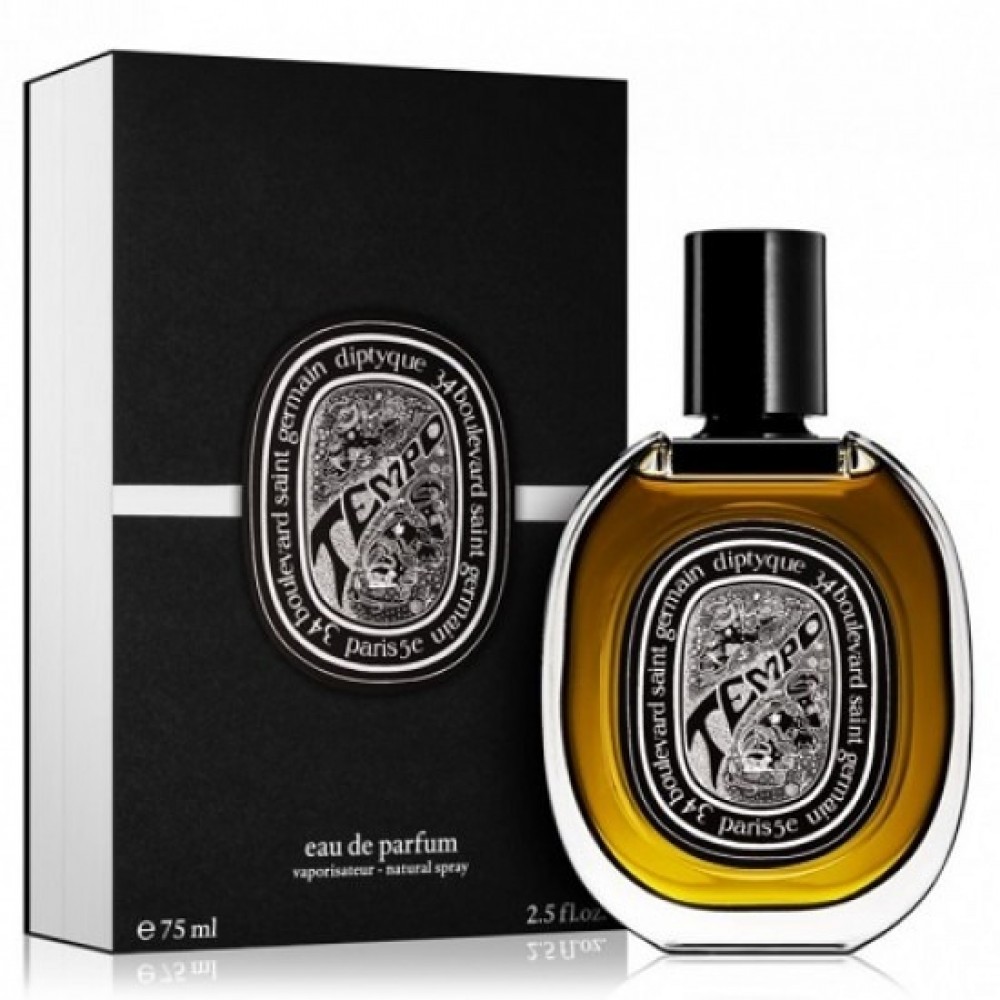 diptyque 34 boulevard saint germain paris 5e 34 boulevard saint germain
TEMPO
eau de parfum
vaporisateur - natural spray
e 75 ml
2.5 fl.oz.
diptyque 34 boulevard saint germain paris 5e 34 boulevard saint germain
TEMPO